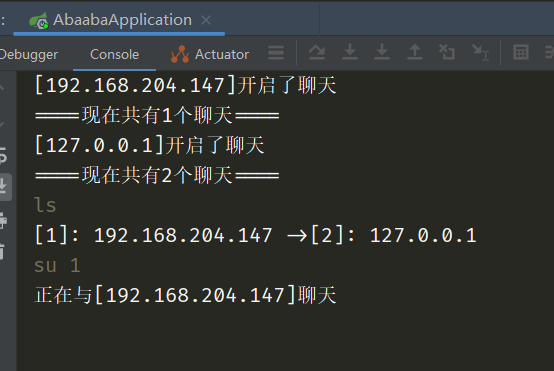 : AbaabaApplication ×
Debugger Console Actuator
[192.168.204.147]开启了聊天
====现在共有1个聊天====
[127.0.0.1]开启了聊天
====现在共有2个聊天====
ls
[1]: 192.168.204.147 ->[2]: 127.0.0.1
su 1
正在与[192.168.204.147]聊天